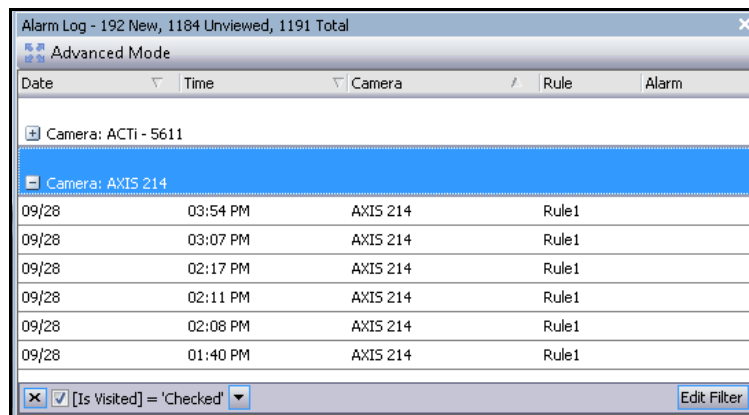 Alarm Log - 192 New, 1184 Unviewed, 1191 Total
Advanced Mode
Date Time Camera Rule Alarm
Camera: ACTi - 5611
Camera: AXIS 214
09/28 03:54 PM AXIS 214 Rule1
09/28 03:07 PM AXIS 214 Rule1
09/28 02:17 PM AXIS 214 Rule1
09/28 02:11 PM AXIS 214 Rule1
09/28 02:08 PM AXIS 214 Rule1
09/28 01:40 PM AXIS 214 Rule1
[Is Visited] = 'Checked' Edit Filter